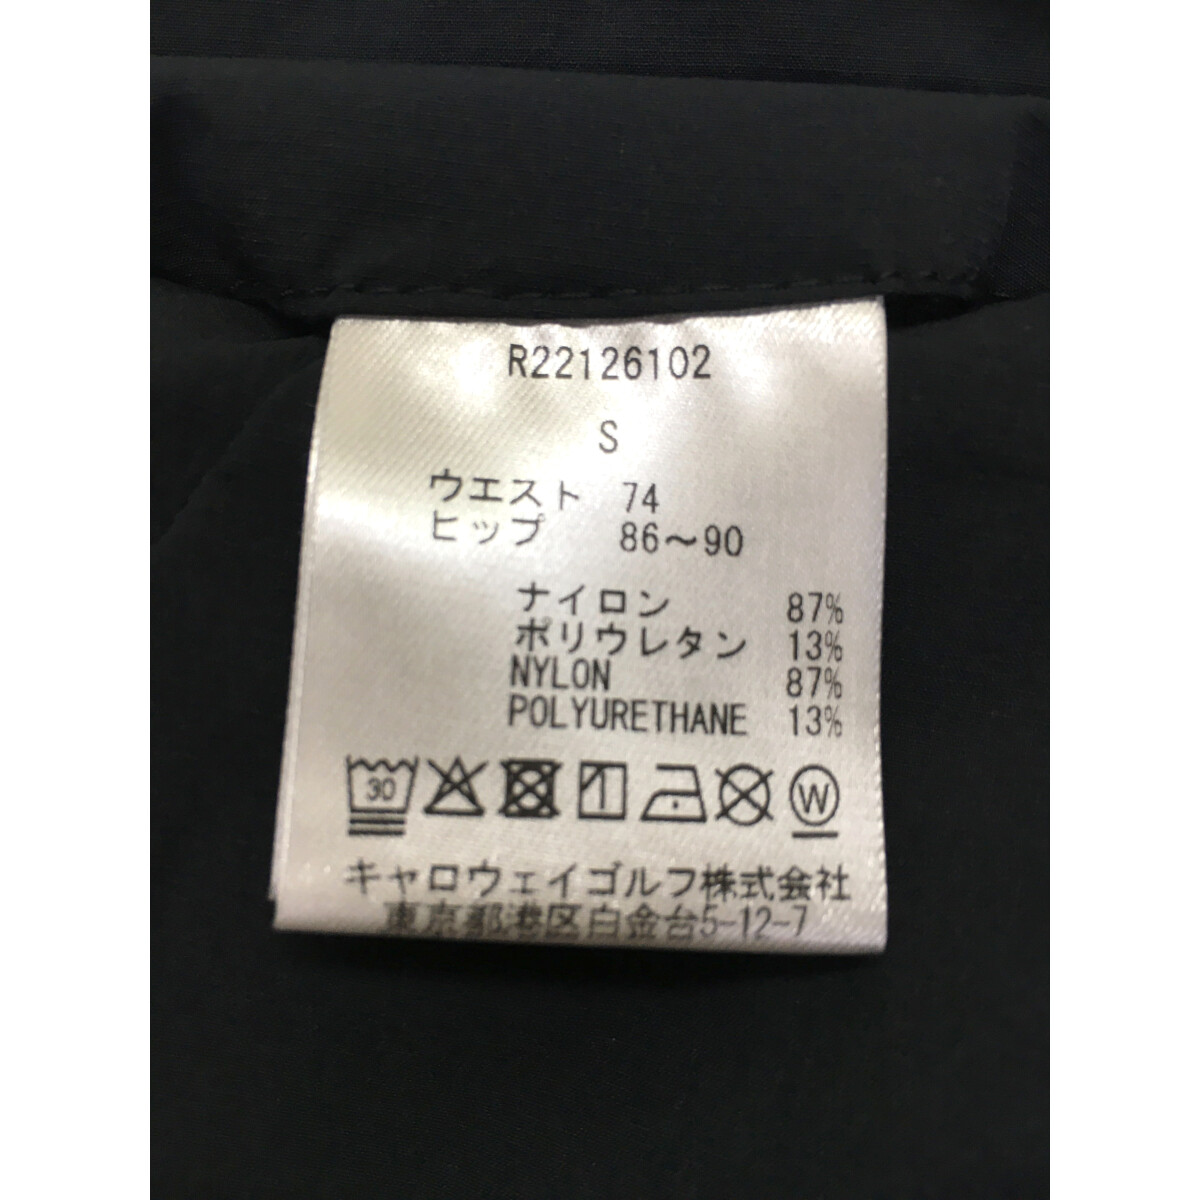 R22126102
S
ウエスト 74
ヒップ 86～90
ナイロン 87%
ポリウレタン 13%
NYLON 87%
POLYURETHANE 13%
30 W
キャロウェイゴルフ株式会社
東京都港区白金台5-12-7